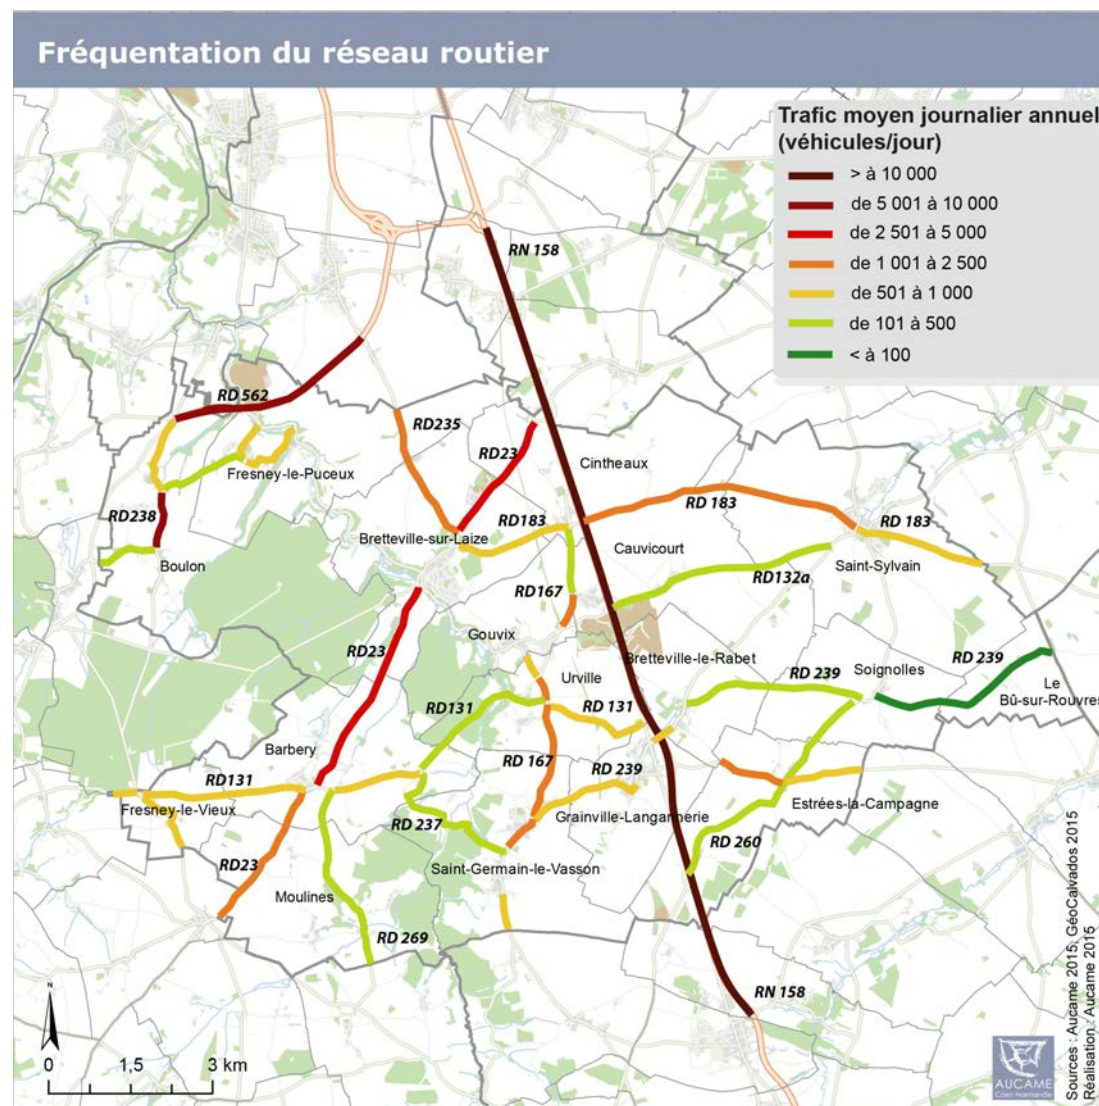 Fréquentation du réseau routier
Trafic moyen journalier annuel
(véhicules/jour)
> à 10 000
de 5 001 à 10 000
de 2 501 à 5 000
de 1 001 à 2 500
de 501 à 1 000
de 101 à 500
< à 100
RN 158
RD 562
RD235
RD23
Cintheaux
Fresney-le-Puceux
RD 183
RD238
RD183
RD 183
Bretteville-sur-Laize
Cauvicourt
Boulon
Saint-Sylvain
RD132a
RD167
Gouvix
RD23
Bretteville-le-Rabet
RD 239
Soignolles
RD 239
Urville
Le
Bû-sur-Rouvres
RD131
RD 131
Barbery
RD 167
RD 239
RD131
Fresney-le-Vieux
Estrées-la-Campagne
Grainville-Langannerie
RD 237
RD 260
RD23
Saint-Germain-le-Vasson
Moulines
RD 269
RN 158
N
0 1,5 3 km
AUCAME
Caen Normandie
Sources : Aucame 2015, GéoCalvados 2015
Réalisation : Aucame 2015